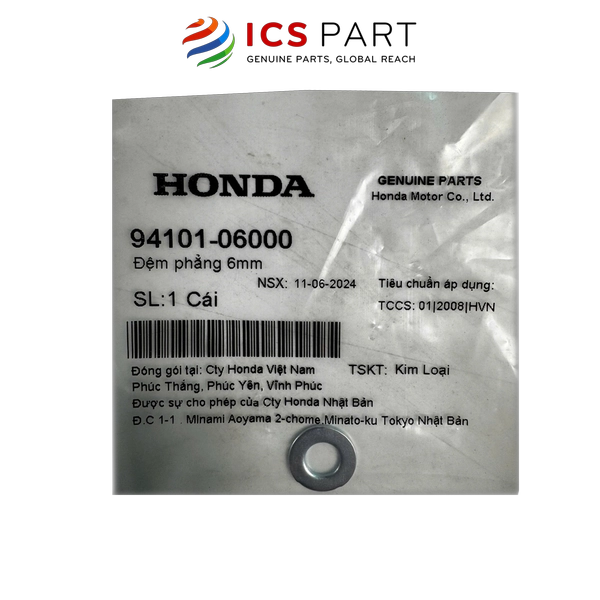 ICS PART
GENUINE PARTS, GLOBAL REACH
HONDA
GENUINE PARTS
Honda Motor Co., Ltd.
94101-06000
Đệm phẳng 6mm
NSX: 11-06-2024
Tiêu chuẩn áp dụng:
SL:1 Cái
TCCS: 01|2008|HVN
Đóng gói tại: Cty Honda Việt Nam
TSKT: Kim Loại
Phúc Thắng, Phúc Yên, Vĩnh Phúc
Được sự cho phép của Cty Honda Nhật Bản
Đ.C 1-1 . Minami Aoyama 2-chome,Minato-ku Tokyo Nhật Bản